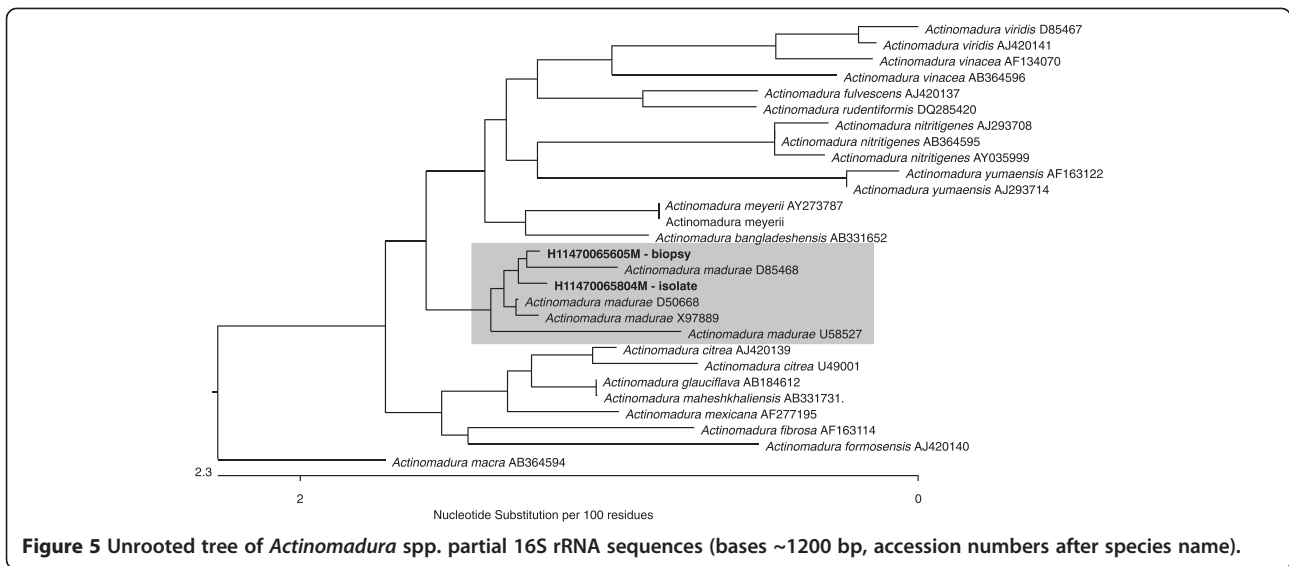 Actinomadura viridis D85467
Actinomadura viridis AJ420141
Actinomadura vinacea AF134070
Actinomadura vinacea AB364596
Actinomadura fulvescens AJ420137
Actinomadura rudentiformis DQ285420
Actinomadura nitritigenes AJ293708
Actinomadura nitritigenes AB364595
Actinomadura nitritigenes AY035999
Actinomadura yumaensis AF163122
Actinomadura yumaensis AJ293714
Actinomadura meyerii AY273787
Actinomadura meyerii
Actinomadura bangladeshensis AB331652
H11470065605M - biopsy
Actinomadura madurae D85468
H11470065804M - isolate
Actinomadura madurae D50668
Actinomadura madurae X97889
Actinomadura madurae U58527
Actinomadura citrea AJ420139
Actinomadura citrea U49001
Actinomadura glauciflava AB184612
Actinomadura maheshkhaliensis AB331731.
Actinomadura mexicana AF277195
Actinomadura fibrosa AF163114
Actinomadura formosensis AJ420140
Actinomadura macra AB364594
2.3
2 0
Nucleotide Substitution per 100 residues
Figure 5 Unrooted tree of Actinomadura spp. partial 16S rRNA sequences (bases ~1200 bp, accession numbers after species name).